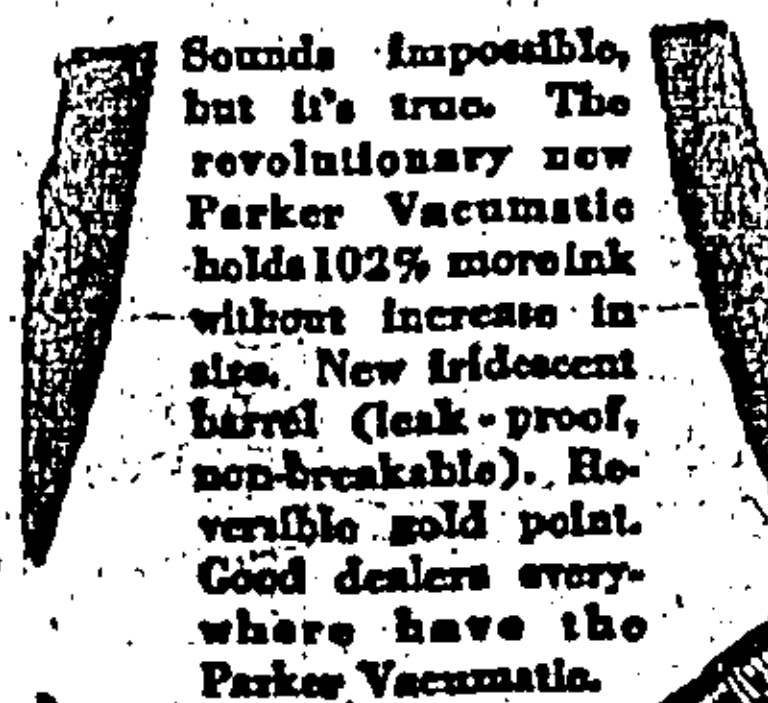 Sounds impossible,
but it's true. The
revolutionary new
Parker Vacumatic
holds 102% more ink
without increase in
size. New iridescent
barrel (leak-proof,
non-breakable). Re-
versible gold point.
Good dealers every-
where have the
Parker Vacumatic.